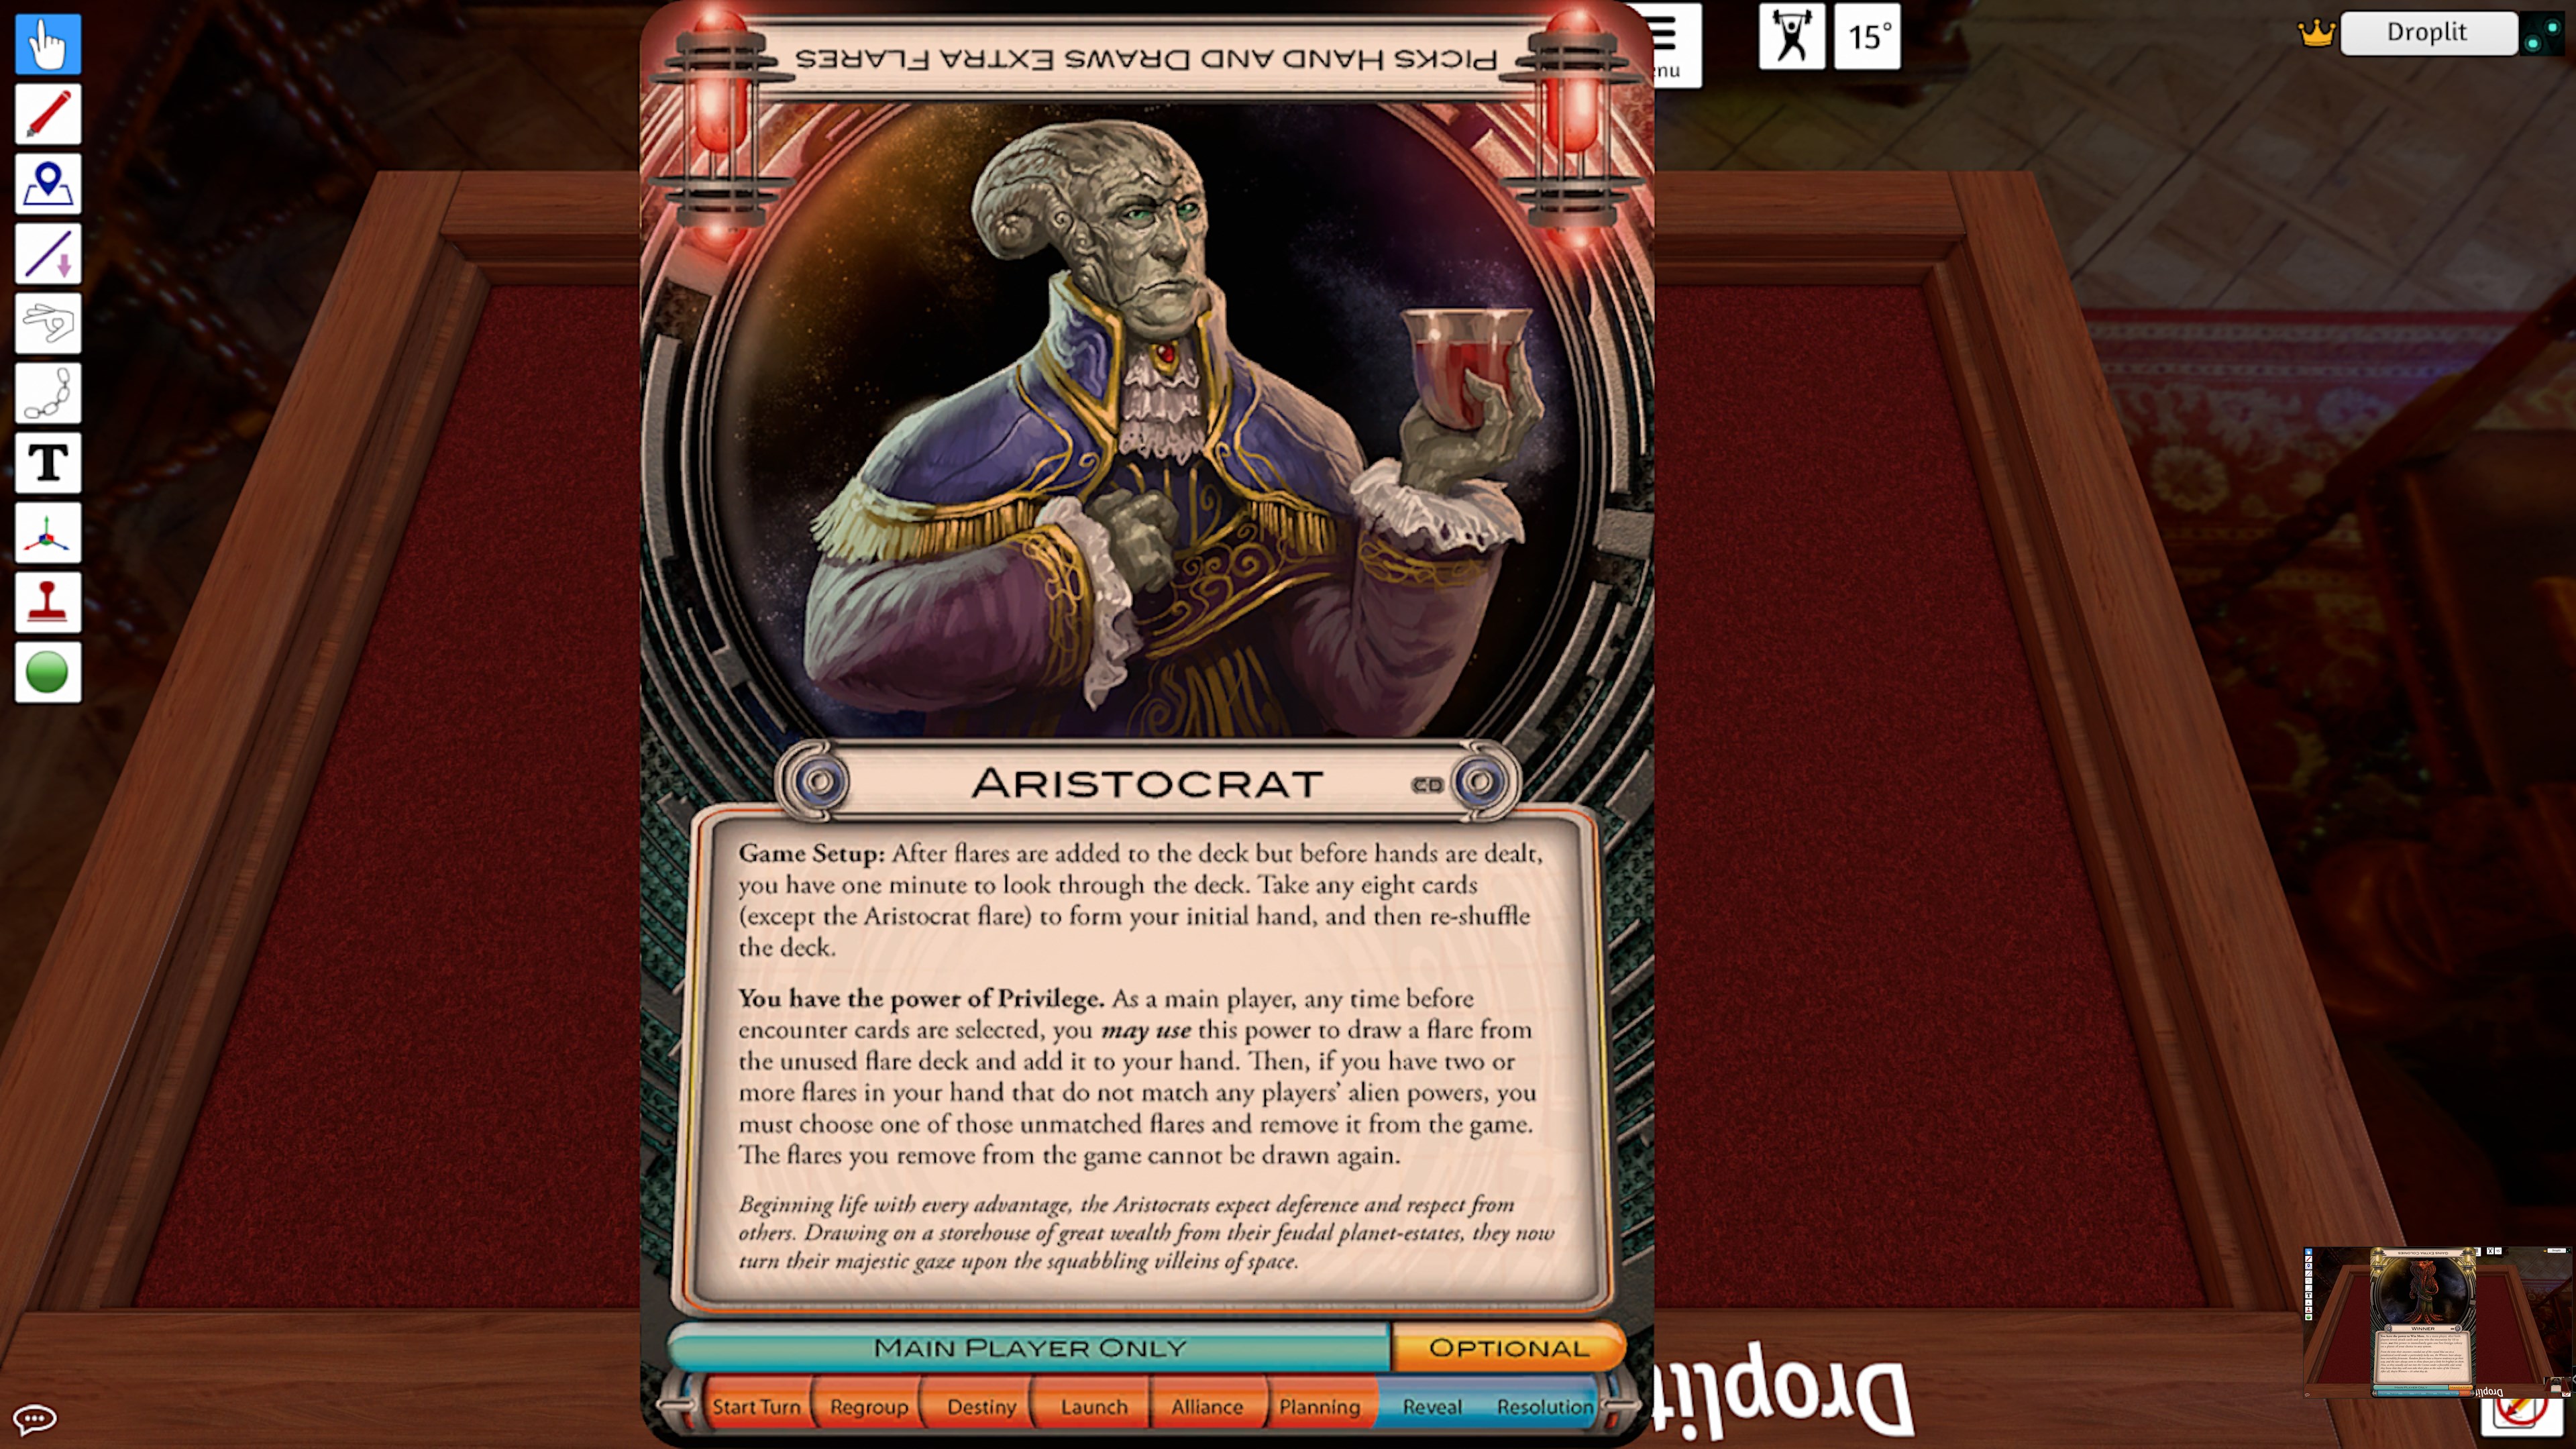 PICKS HAND AND DRAWS EXTRA FLARES
nu
15°
Droplit
T
ARISTOCRAT
CD
Game Setup: After flares are added to the deck but before hands are dealt,
you have one minute to look through the deck. Take any eight cards
(except the Aristocrat flare) to form your initial hand, and then re-shuffle
the deck.
You have the power of Privilege. As a main player, any time before
encounter cards are selected, you may use this power to draw a flare from
the unused flare deck and add it to your hand. Then, if you have two or
more flares in your hand that do not match any players' alien powers, you
must choose one of those unmatched flares and remove it from the game.
The flares you remove from the game cannot be drawn again.
Beginning life with every advantage, the Aristocrats expect deference and respect from
others. Drawing on a storehouse of great wealth from their feudal planet-estates, they now
turn their majestic gaze upon the squabbling villeins of space.
MAIN PLAYER ONLY
OPTIONAL
Start Turn Regroup Destiny Launch Alliance Planning Reveal Resolution
Droplit
WINNER